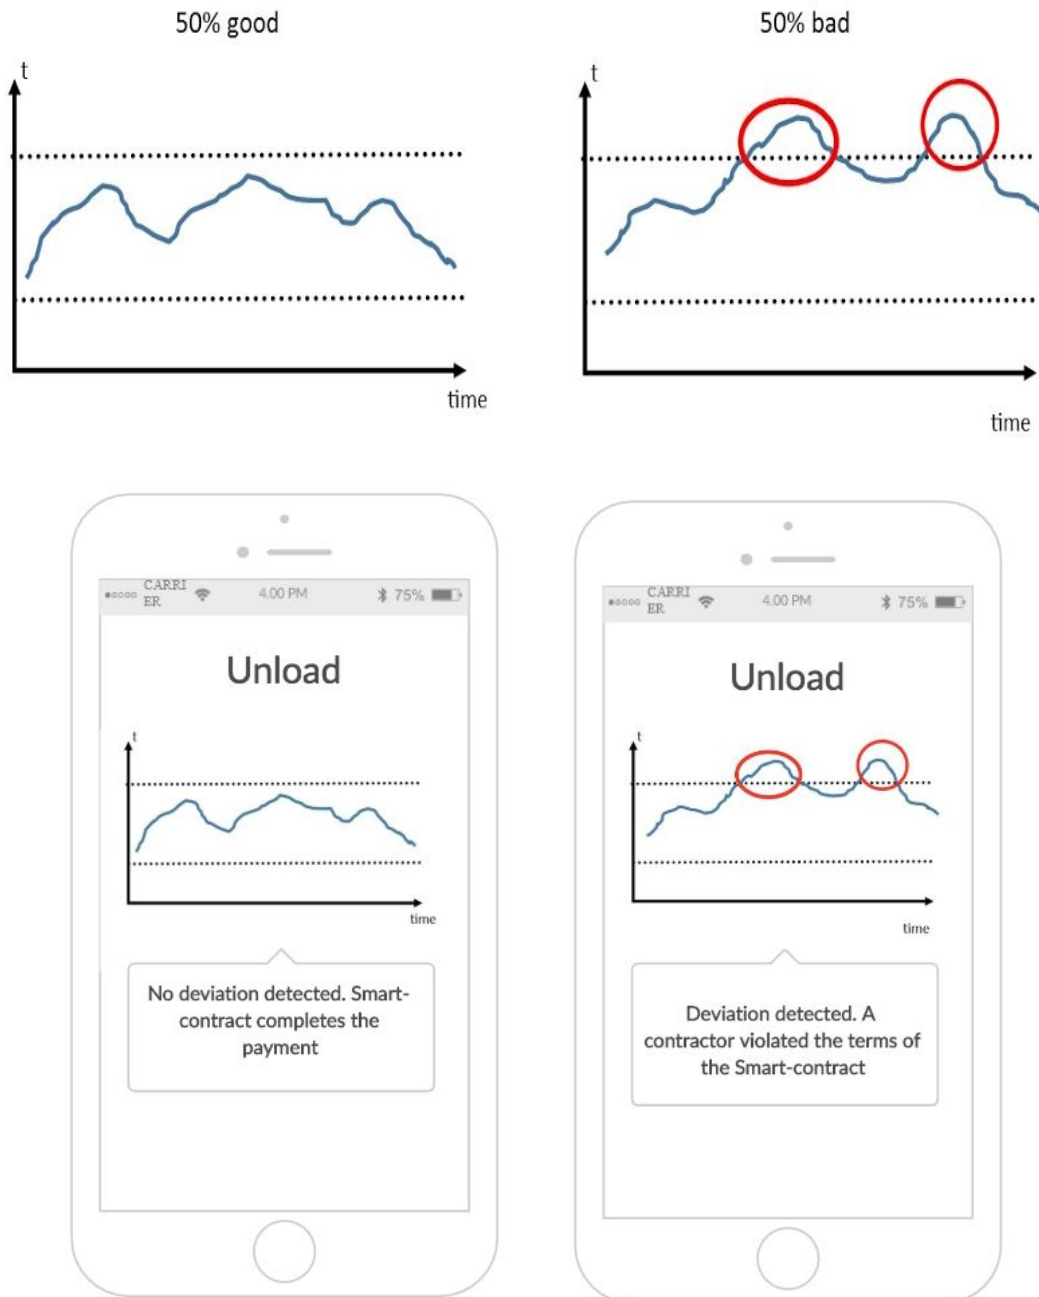 50% good
50% bad
t
t
time
time
CARRI
ER
4.00 PM
75%
Unload
t
time
No deviation detected. Smart-
contract completes the
payment
CARRI
ER
4.00 PM
75%
Unload
t
time
Deviation detected. A
contractor violated the terms of
the Smart-contract